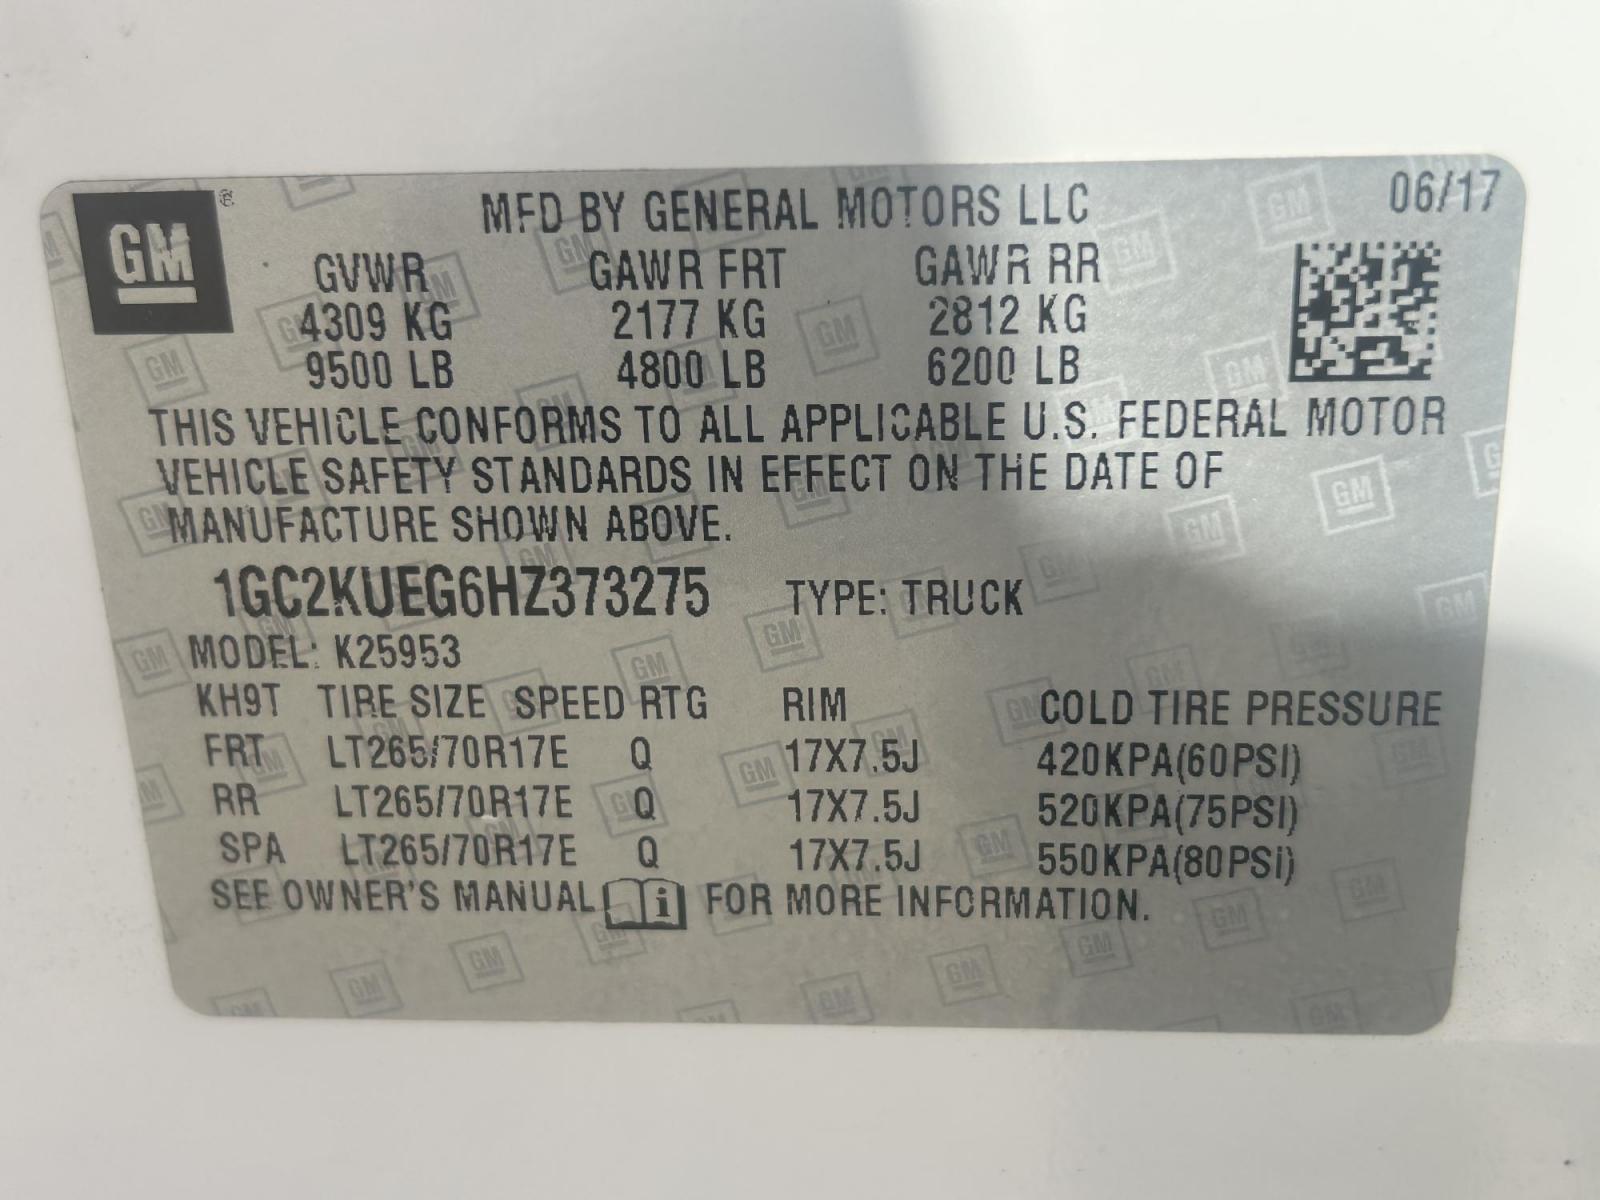 GM
MFD BY GENERAL MOTORS LLC 06/17
GVWR GAWR FRT GAWR RR
4309 KG 2177 KG 2812 KG
9500 LB 4800 LB 6200 LB
THIS VEHICLE CONFORMS TO ALL APPLICABLE U.S. FEDERAL MOTOR
VEHICLE SAFETY STANDARDS IN EFFECT ON THE DATE OF
MANUFACTURE SHOWN ABOVE.
1GC2KUEG6HZ373275 TYPE: TRUCK
MODEL: K25953
KH9T TIRE SIZE SPEED RTG RIM COLD TIRE PRESSURE
FRT LT265/70R17E Q 17X7.5J 420KPA(60PSI)
RR LT265/70R17E Q 17X7.5J 520KPA(75PSI)
SPA LT265/70R17E Q 17X7.5J 550KPA(80PSI)
SEE OWNER'S MANUAL i FOR MORE INFORMATION.